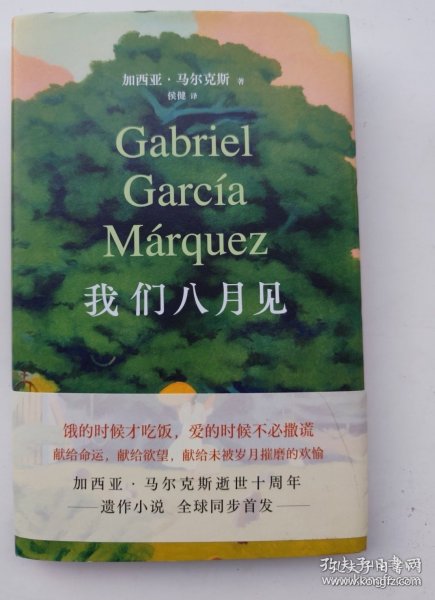 加西亚·马尔克斯 著
侯健 译
Gabriel
García
Márquez
我们八月见
饿的时候才吃饭，爱的时候不必撒谎
献给命运，献给欲望，献给未被岁月摧磨的欢愉
加西亚·马尔克斯逝世十周年
遗作小说 全球同步首发
孔夫子旧书网
www.kongfz.com